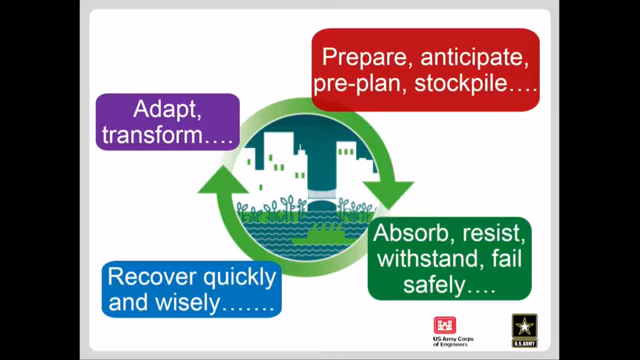 Prepare, anticipate,
pre-plan, stockpile….
Adapt,
transform….
Absorb, resist,
withstand, fail
safely….
Recover quickly
and wisely…….
US Army Corps
of Engineers
U.S.ARMY